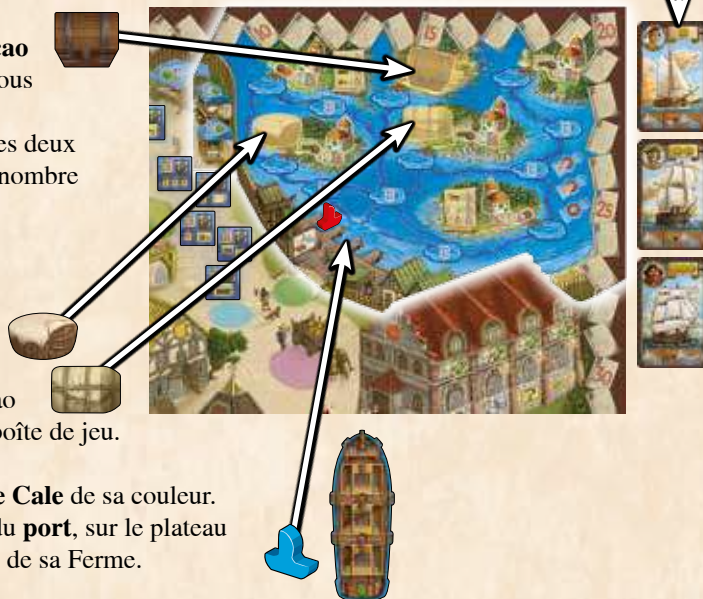 cao
ous
es deux
nombre
ao
boîte de jeu.
e Cale de sa couleur.
du port, sur le plateau
de sa Ferme.
10
15
20
25
30